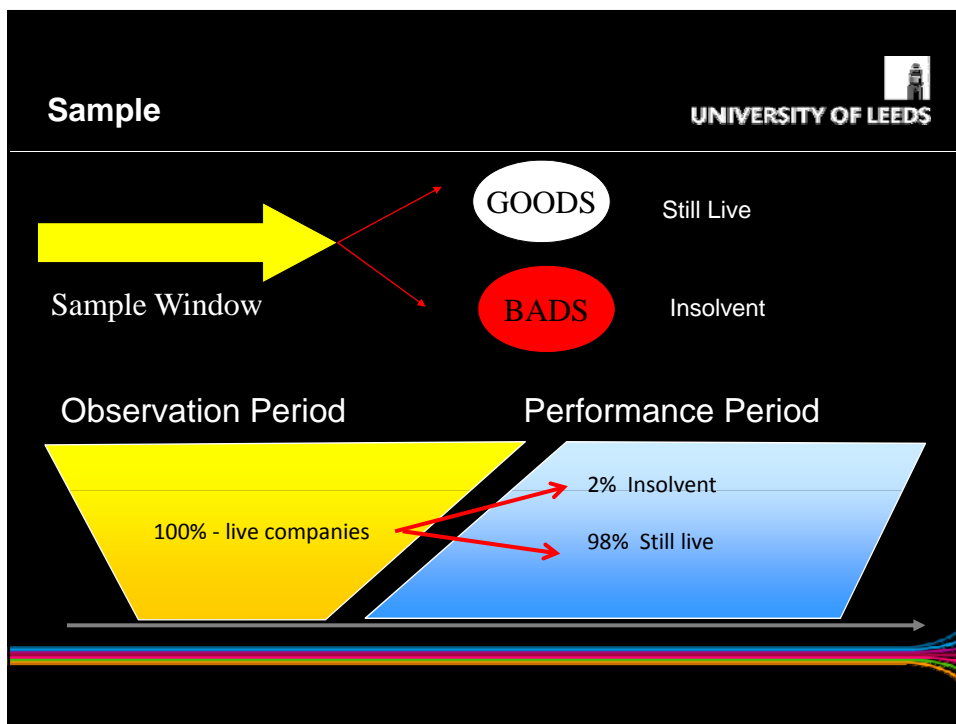 Sample
UNIVERSITY OF LEEDS
GOODS
Still Live
Sample Window
BADS
Insolvent
Observation Period
Performance Period
2% Insolvent
100% - live companies
98% Still live